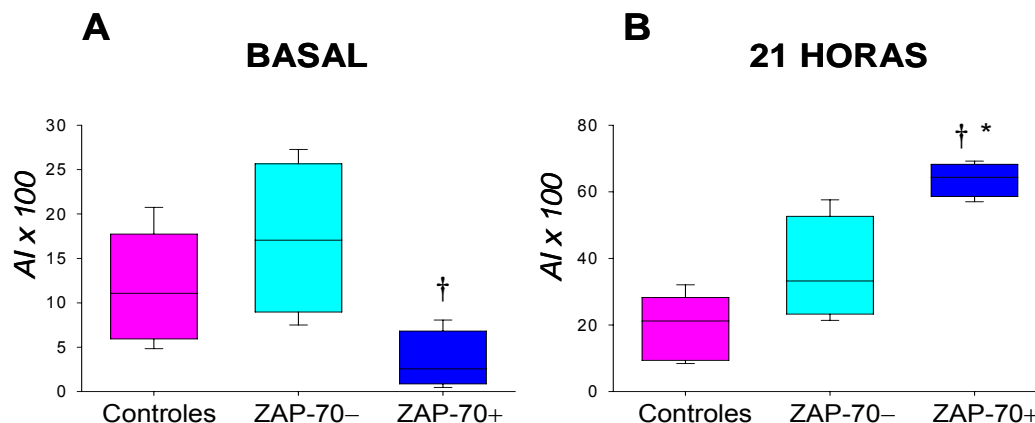 A
BASAL
30
25
20
15
10
5
0
AI x 100
†
Controles ZAP-70− ZAP-70+
B
21 HORAS
80
60
40
20
0
AI x 100
† *
Controles ZAP-70− ZAP-70+